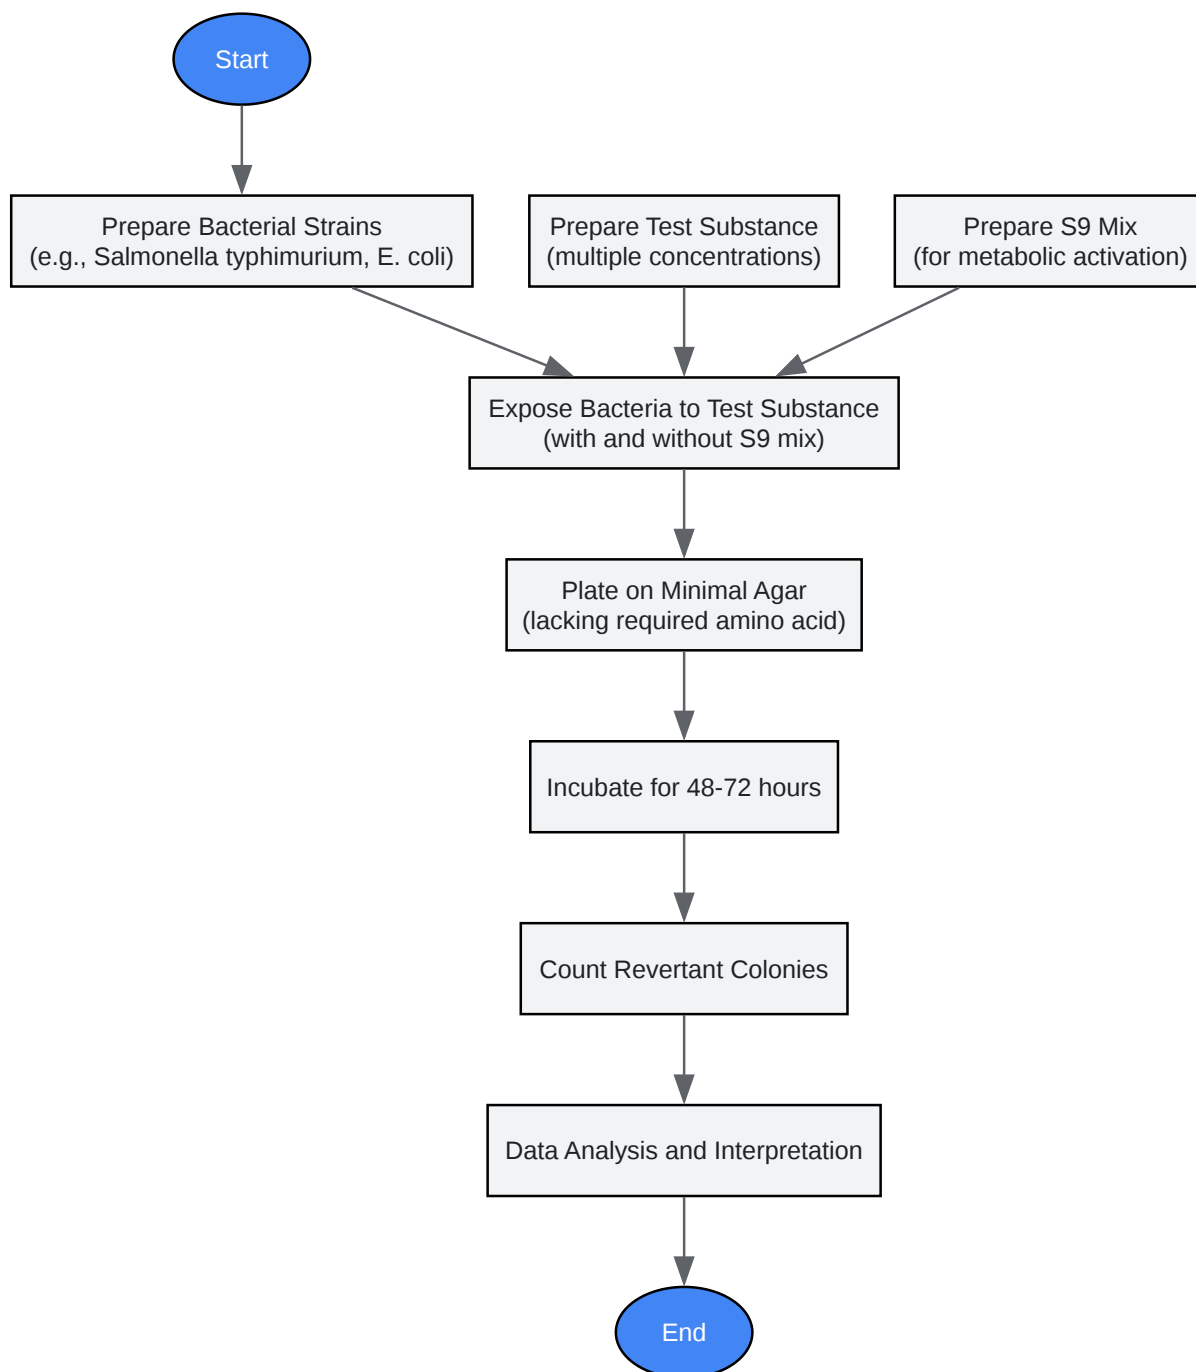 Start
Prepare Bacterial Strains
(e.g., Salmonella typhimurium, E. coli)
Prepare Test Substance
(multiple concentrations)
Prepare S9 Mix
(for metabolic activation)
Expose Bacteria to Test Substance
(with and without S9 mix)
Plate on Minimal Agar
(lacking required amino acid)
Incubate for 48-72 hours
Count Revertant Colonies
Data Analysis and Interpretation
End